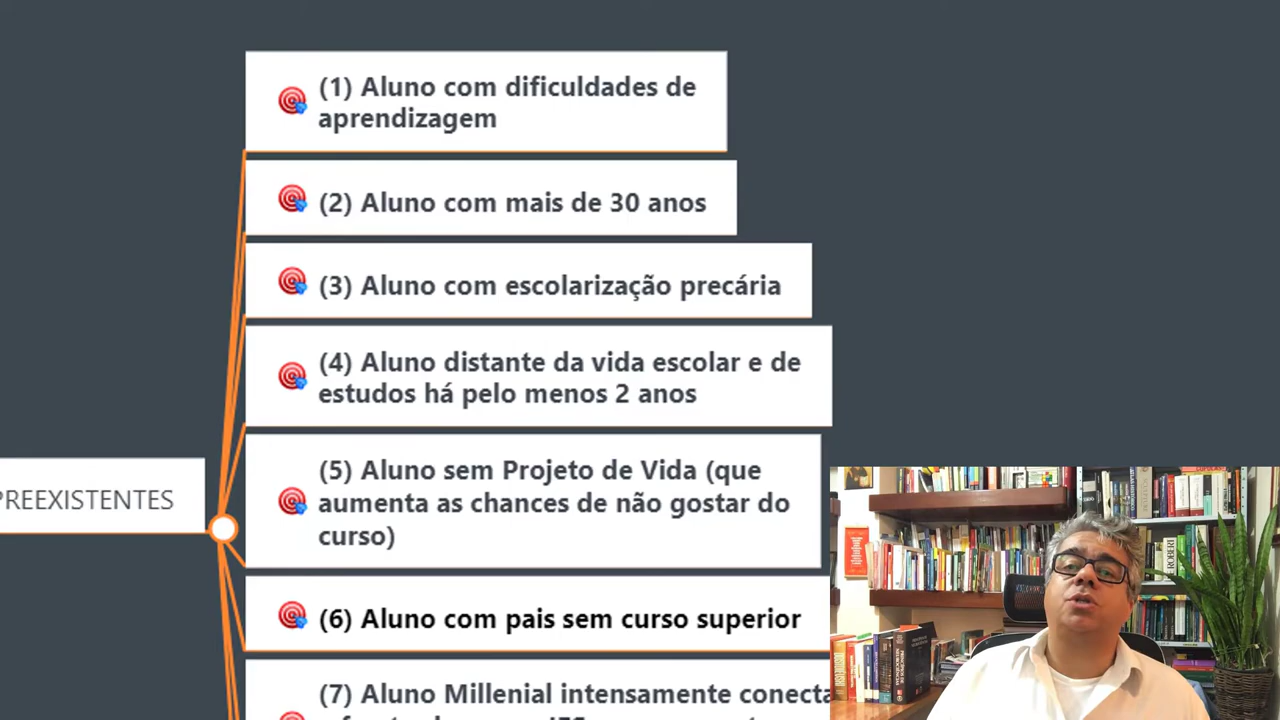 (1) Aluno com dificuldades de
aprendizagem
(2) Aluno com mais de 30 anos
(3) Aluno com escolarização precária
(4) Aluno distante da vida escolar e de
estudos há pelo menos 2 anos
(5) Aluno sem Projeto de Vida (que
aumenta as chances de não gostar do
curso)
PREEXISTENTES
(6) Aluno com pais sem curso superior
(7) Aluno Millenial intensamente conecta